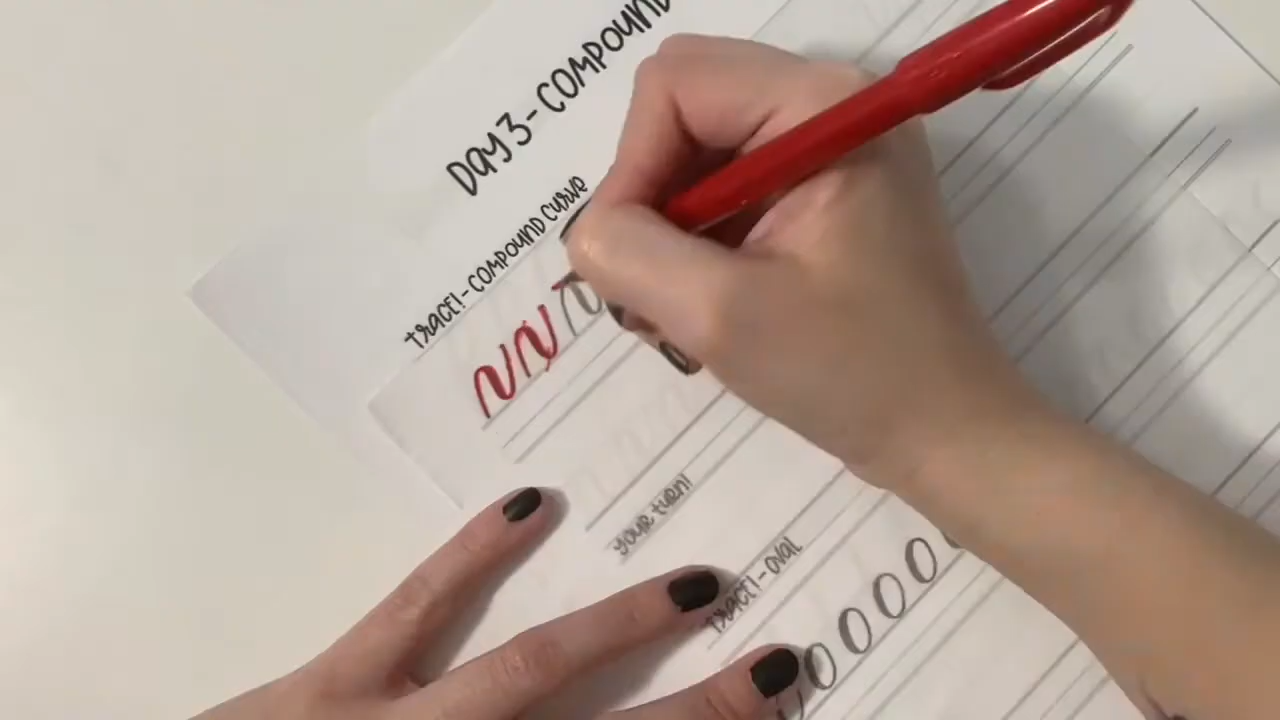 Day 3- COMPOUND
TRACE!- COMPOUND CURVE
YOUR TURN!
TRACE!- OVAL